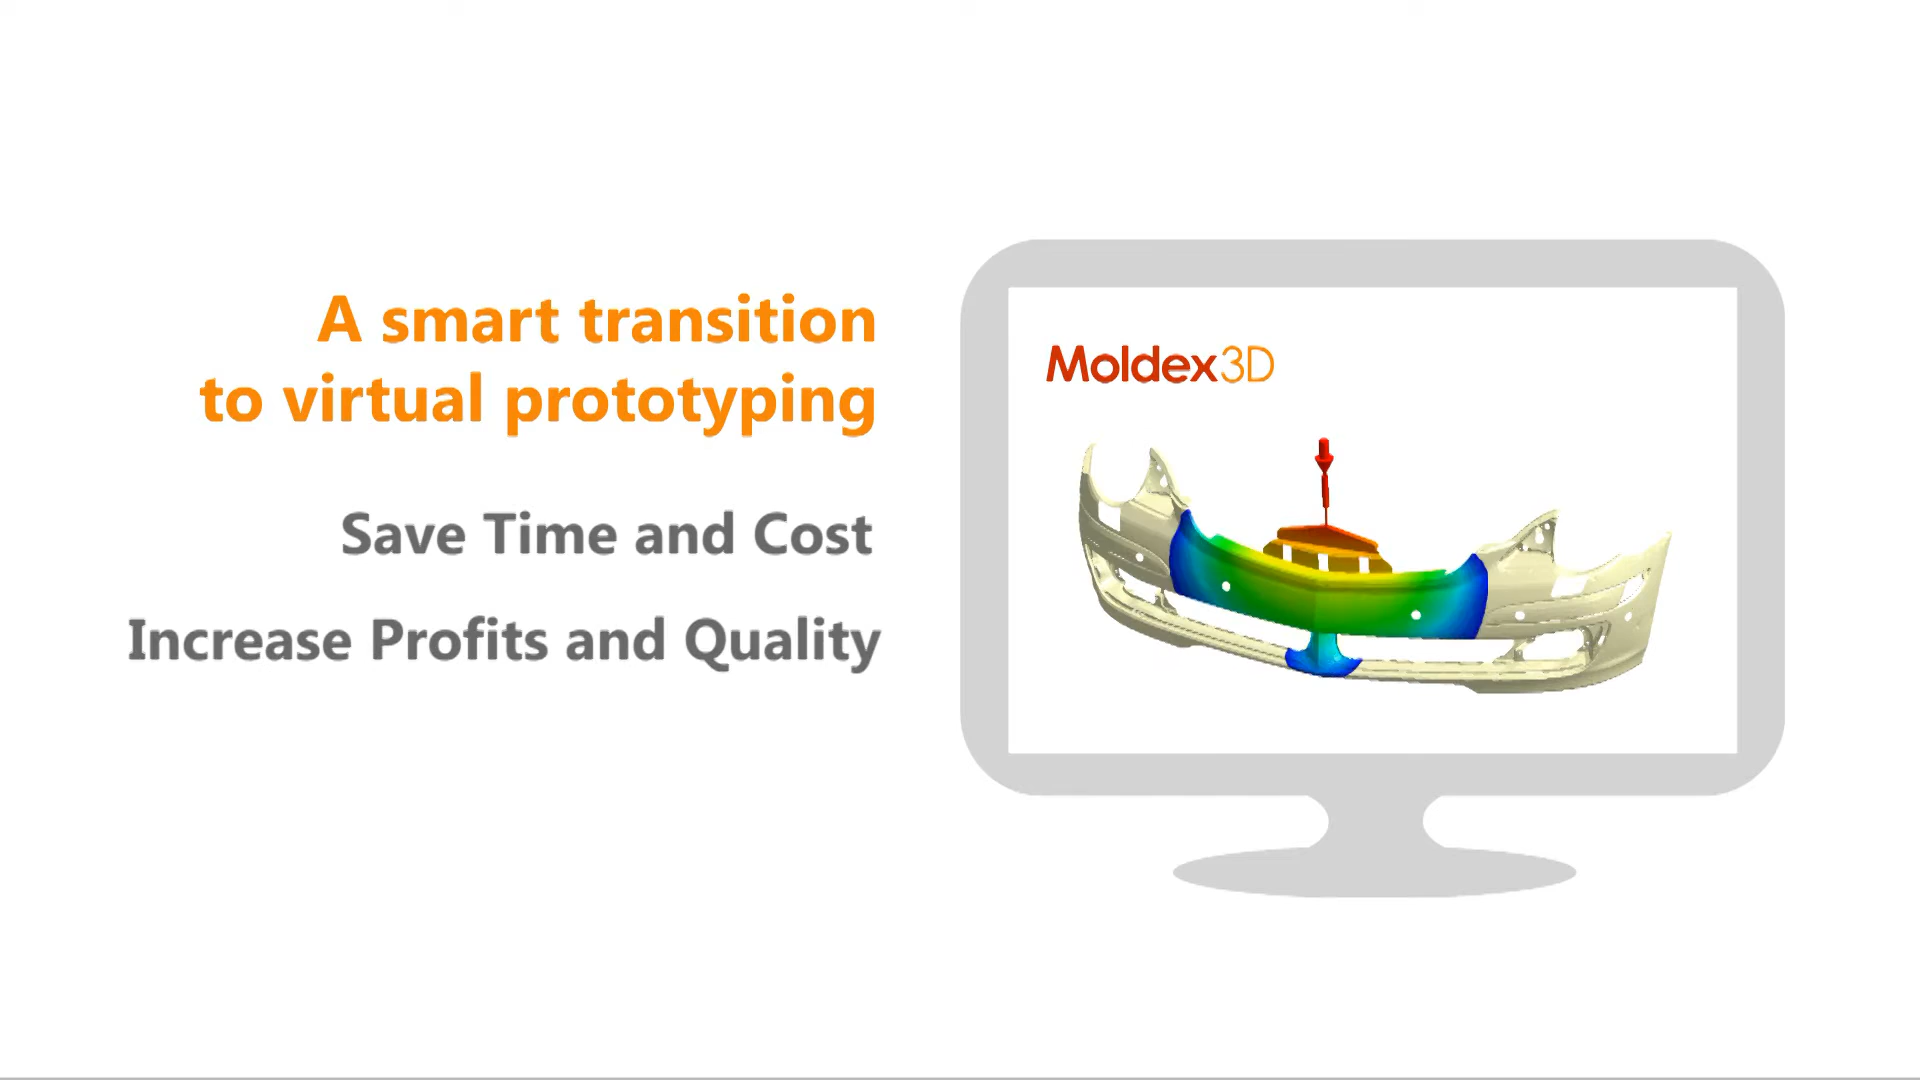 A smart transition
to virtual prototyping
Save Time and Cost
Increase Profits and Quality
Moldex3D